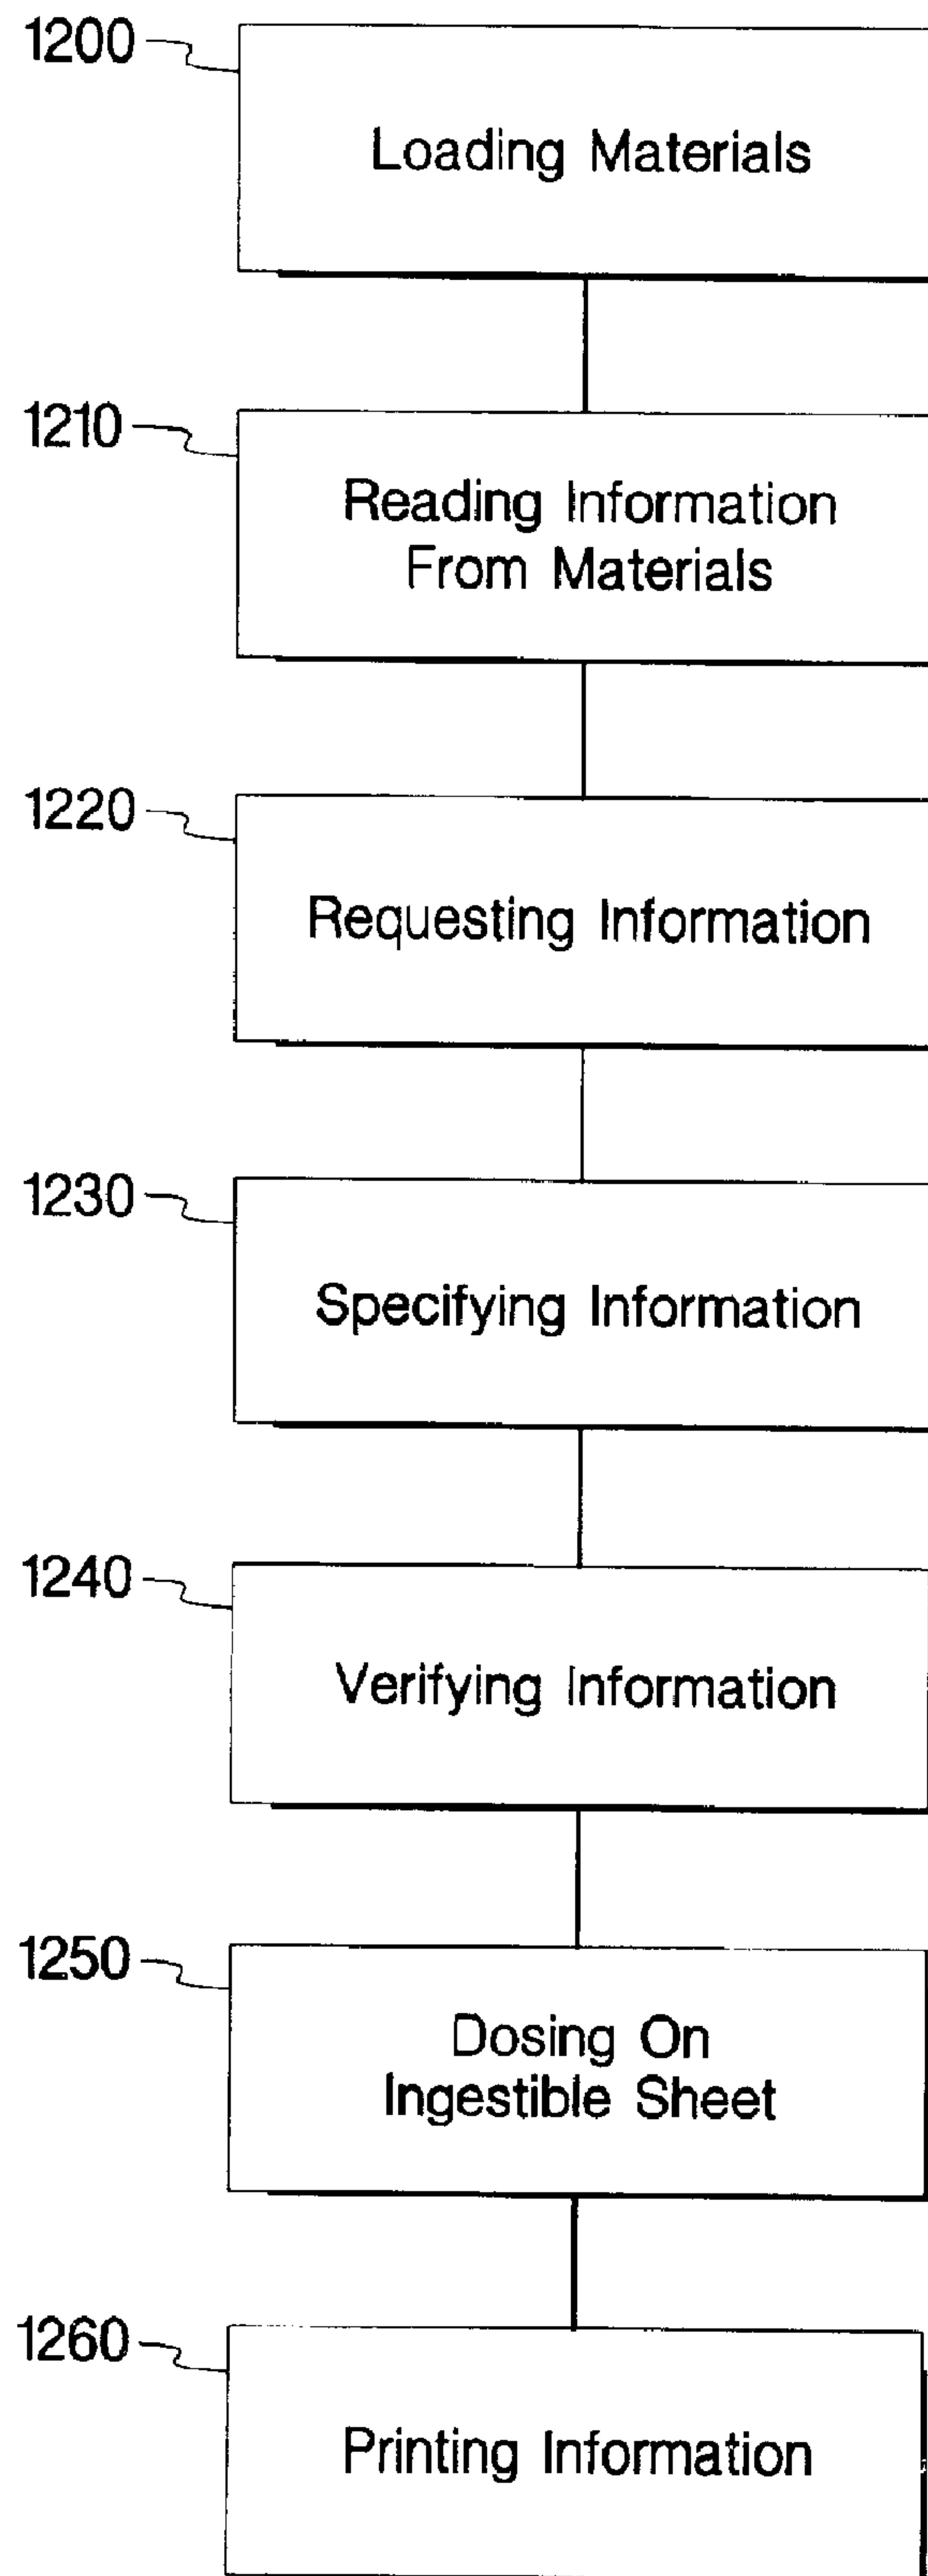 1200
Loading Materials
1210
Reading Information
From Materials
1220
Requesting Information
1230
Specifying Information
1240
Verifying Information
1250
Dosing On
Ingestible Sheet
1260
Printing Information